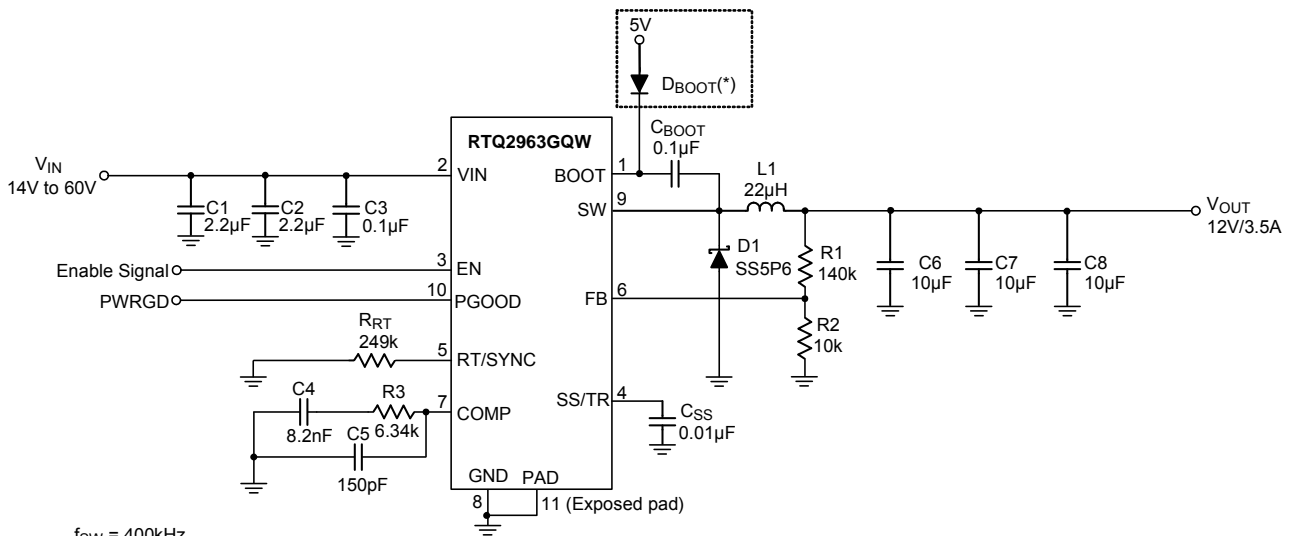 5V
DBOOT(*)
RTQ2963GQW
CBOOT
0.1µF
VIN
14V to 60V
2
VIN
BOOT
1
L1
22µH
SW
9
C1
2.2µF
C2
2.2µF
C3
0.1µF
VOUT
12V/3.5A
D1
SS5P6
R1
140k
C6
10µF
C7
10µF
C8
10µF
Enable Signal
3
EN
PWRGD
10
PGOOD
FB
6
R2
10k
RRT
249k
5
RT/SYNC
C4
8.2nF
R3
6.34k
7
COMP
C5
150pF
SS/TR
4
CSS
0.01µF
GND
PAD
8
11 (Exposed pad)
fSW = 400kHz